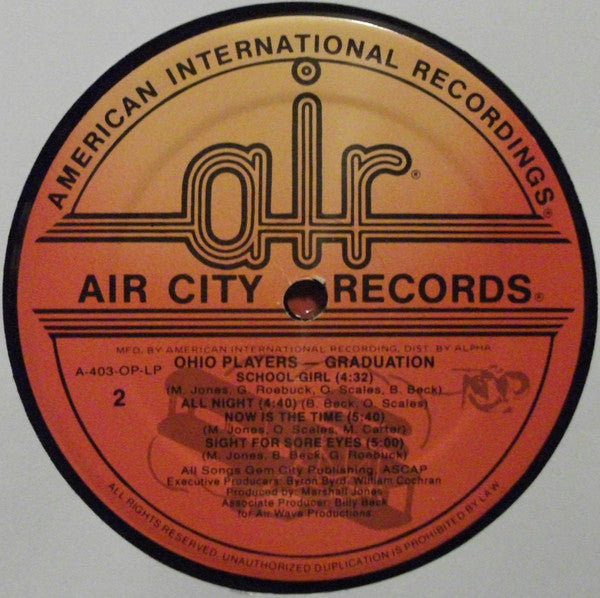 AMERICAN INTERNATIONAL RECORDINGS®
air®
AIR CITY RECORDS®
MFD. BY AMERICAN INTERNATIONAL RECORDING, DIST. BY ALPHA
A-403-OP-LP
OHIO PLAYERS — GRADUATION
2
SCHOOL GIRL (4:32)
(M. Jones, G. Roebuck, O. Scales, B. Beck)
ALL NIGHT (4:40) (B. Beck, O. Scales)
NOW IS THE TIME (5:40)
(M. Jones, O. Scales, M. Carter)
SIGHT FOR SORE EYES (5:00)
(M. Jones, B. Beck, G. Roebuck)
All Songs Gem City Publishing, ASCAP
Executive Producers: Byron Byrd, William Cochran
Produced by: Marshall Jones
Associate Producer: Billy Beck
for Air Wave Productions
ALL RIGHTS RESERVED. UNAUTHORIZED DUPLICATION IS PROHIBITED BY LAW